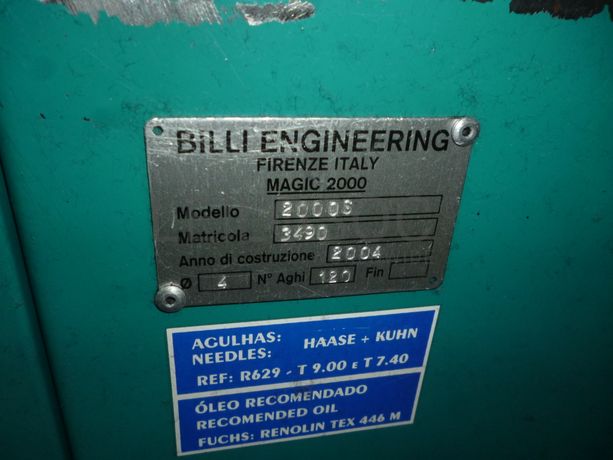 BILLI ENGINEERING
FIRENZE ITALY
MAGIC 2000
Modello 2000S
Matricola 3490
Anno di costruzione 2004
Ø 4 N° Aghi 120 Fin
AGULHAS: HAASE + KUHN
NEEDLES:
REF: R629 - T 9.00 E T 7.40
ÓLEO RECOMENDADO
RECOMENDED OIL
FUCHS: RENOLIN TEX 446 M